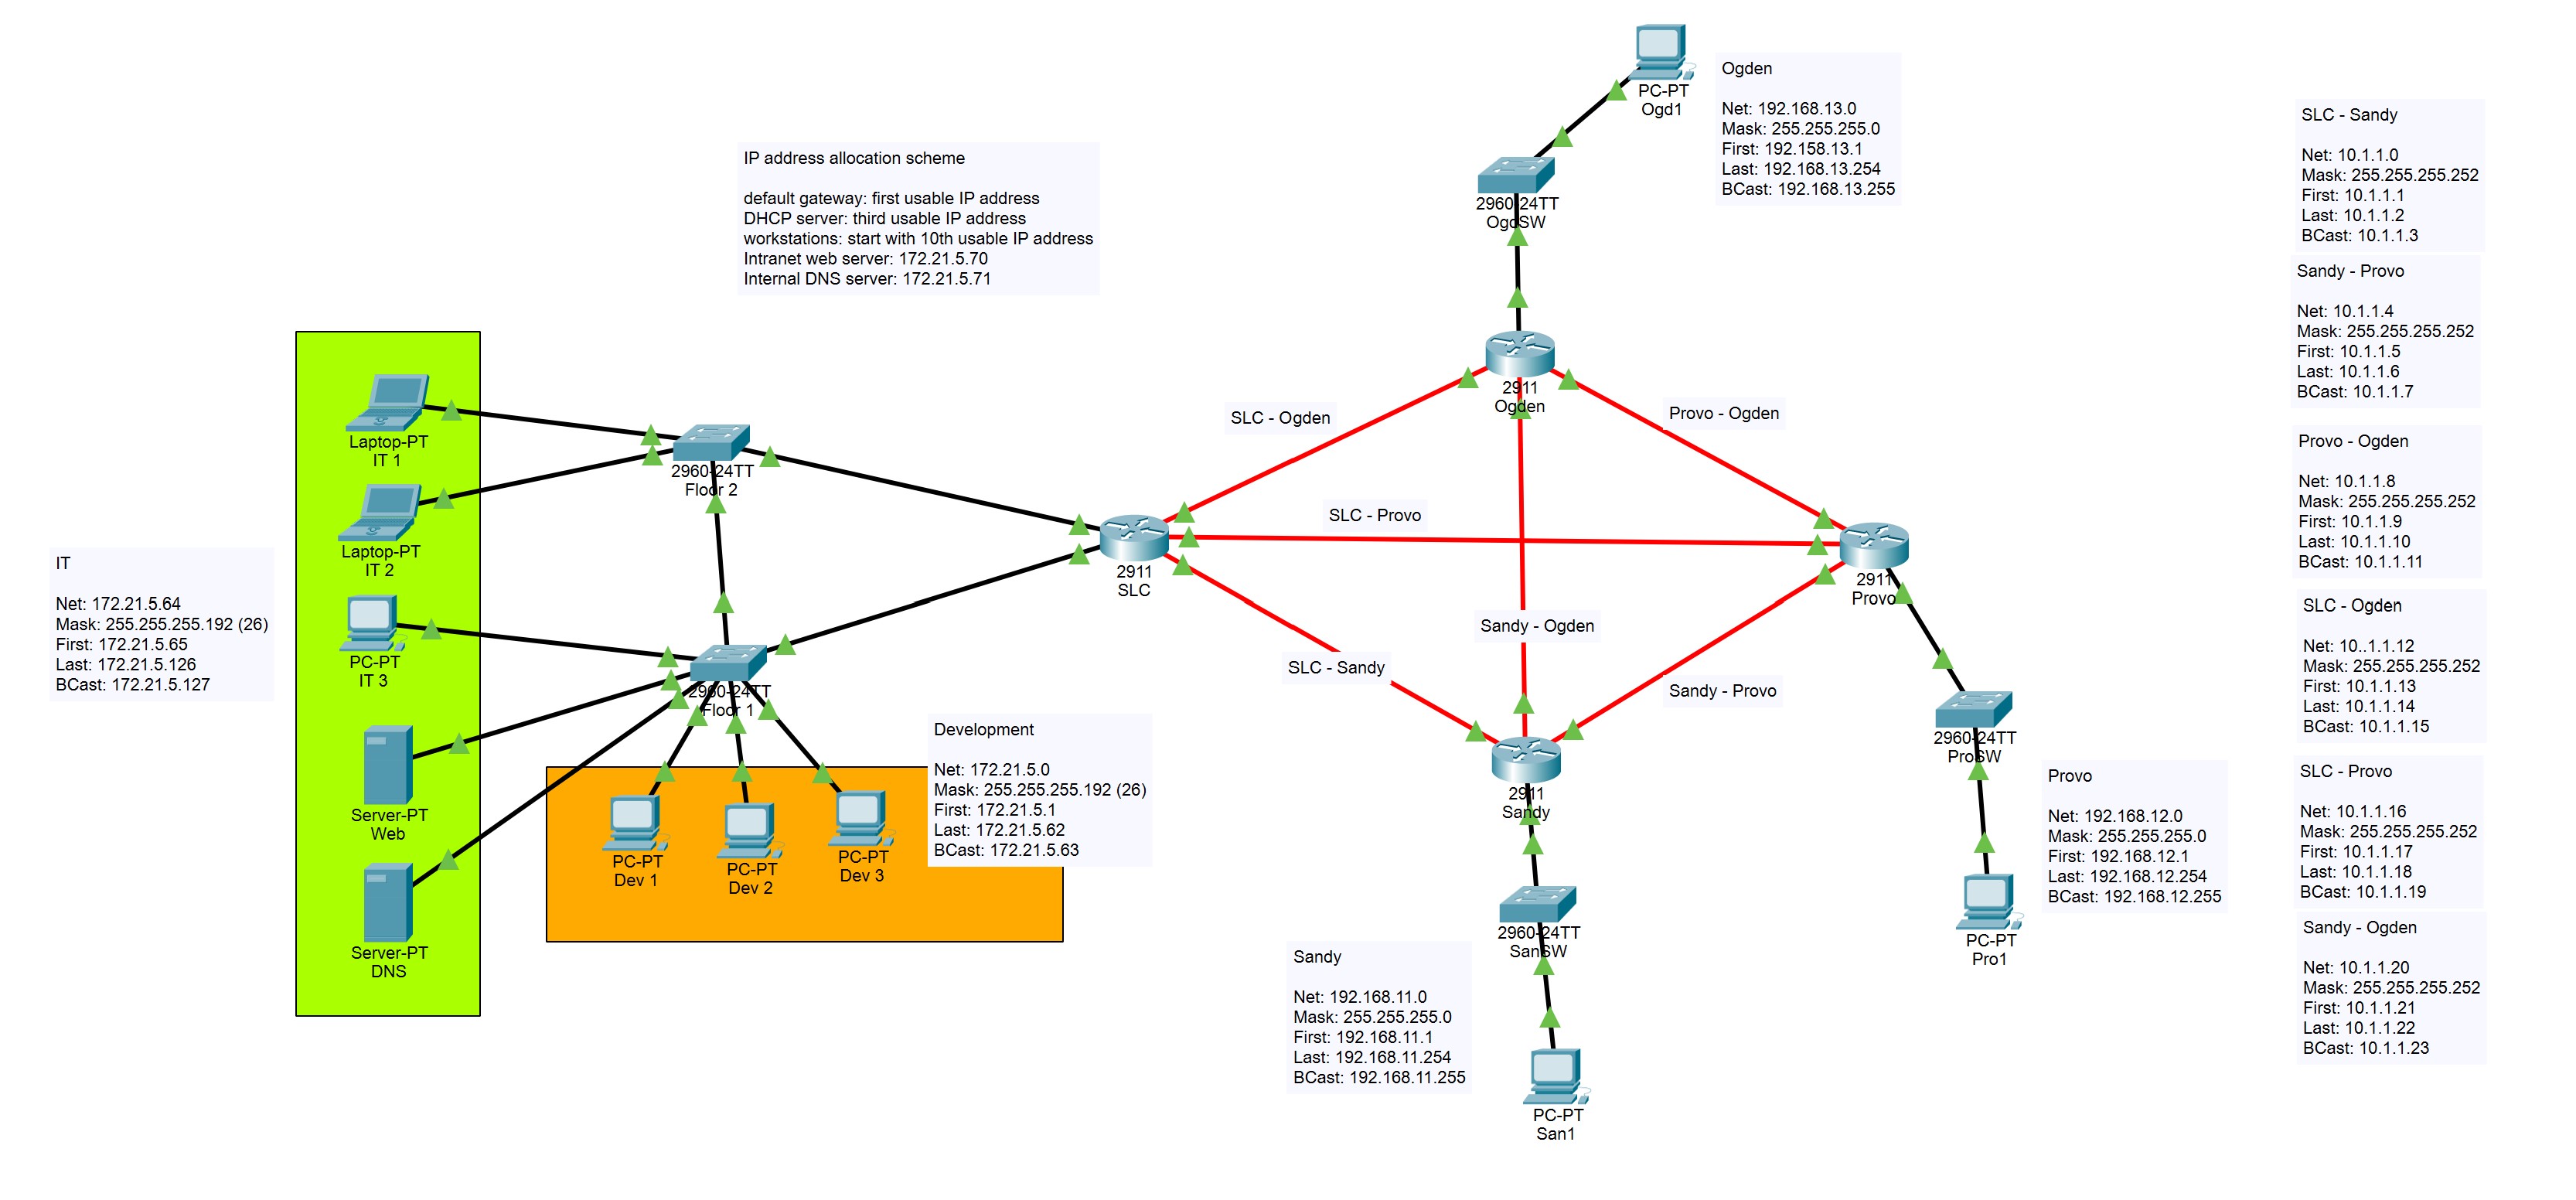 PC-PT
Ogd1
Ogden
Net: 192.168.13.0
Mask: 255.255.255.0
First: 192.158.13.1
Last: 192.168.13.254
BCast: 192.168.13.255
SLC - Sandy
Net: 10.1.1.0
Mask: 255.255.255.252
First: 10.1.1.1
Last: 10.1.1.2
BCast: 10.1.1.3
IP address allocation scheme
default gateway: first usable IP address
DHCP server: third usable IP address
workstations: start with 10th usable IP address
Intranet web server: 172.21.5.70
Internal DNS server: 172.21.5.71
2960-24TT
OgdSW
Sandy - Provo
Net: 10.1.1.4
Mask: 255.255.255.252
First: 10.1.1.5
Last: 10.1.1.6
BCast: 10.1.1.7
2911
Ogden
SLC - Ogden
Provo - Ogden
Provo - Ogden
Net: 10.1.1.8
Mask: 255.255.255.252
First: 10.1.1.9
Last: 10.1.1.10
BCast: 10.1.1.11
Laptop-PT
IT 1
2960-24TT
Floor 2
Laptop-PT
IT 2
SLC - Provo
2911
SLC
2911
Provo
IT
Net: 172.21.5.64
Mask: 255.255.255.192 (26)
First: 172.21.5.65
Last: 172.21.5.126
BCast: 172.21.5.127
PC-PT
IT 3
2960-24TT
Floor 1
SLC - Ogden
Net: 10..1.1.12
Mask: 255.255.255.252
First: 10.1.1.13
Last: 10.1.1.14
BCast: 10.1.1.15
Sandy - Ogden
SLC - Sandy
Sandy - Provo
Server-PT
Web
Development
Net: 172.21.5.0
Mask: 255.255.255.192 (26)
First: 172.21.5.1
Last: 172.21.5.62
BCast: 172.21.5.63
2960-24TT
ProSW
SLC - Provo
Net: 10.1.1.16
Mask: 255.255.255.252
First: 10.1.1.17
Last: 10.1.1.18
BCast: 10.1.1.19
2911
Sandy
Provo
Net: 192.168.12.0
Mask: 255.255.255.0
First: 192.168.12.1
Last: 192.168.12.254
BCast: 192.168.12.255
PC-PT
Dev 1
PC-PT
Dev 2
PC-PT
Dev 3
Server-PT
DNS
2960-24TT
SanSW
PC-PT
Pro1
Sandy - Ogden
Net: 10.1.1.20
Mask: 255.255.255.252
First: 10.1.1.21
Last: 10.1.1.22
BCast: 10.1.1.23
Sandy
Net: 192.168.11.0
Mask: 255.255.255.0
First: 192.168.11.1
Last: 192.168.11.254
BCast: 192.168.11.255
PC-PT
San1